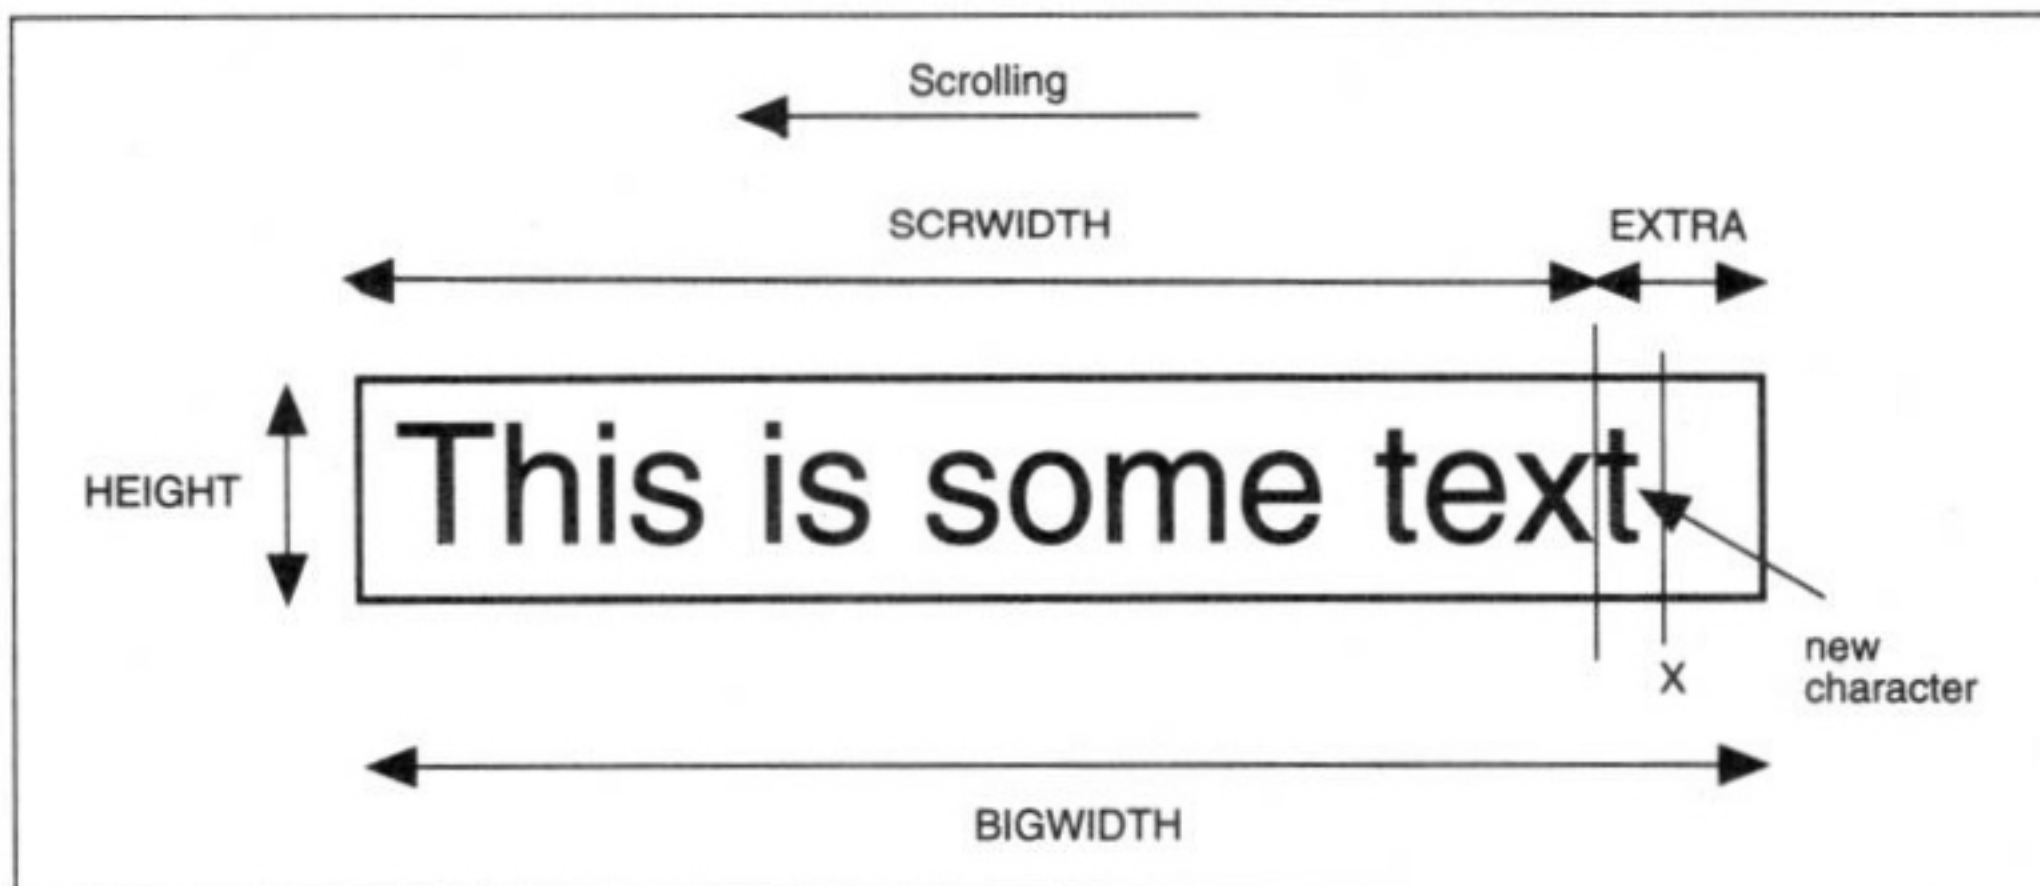 Scrolling
SCRWIDTH EXTRA
HEIGHT
This is some text
X
new
character
BIGWIDTH